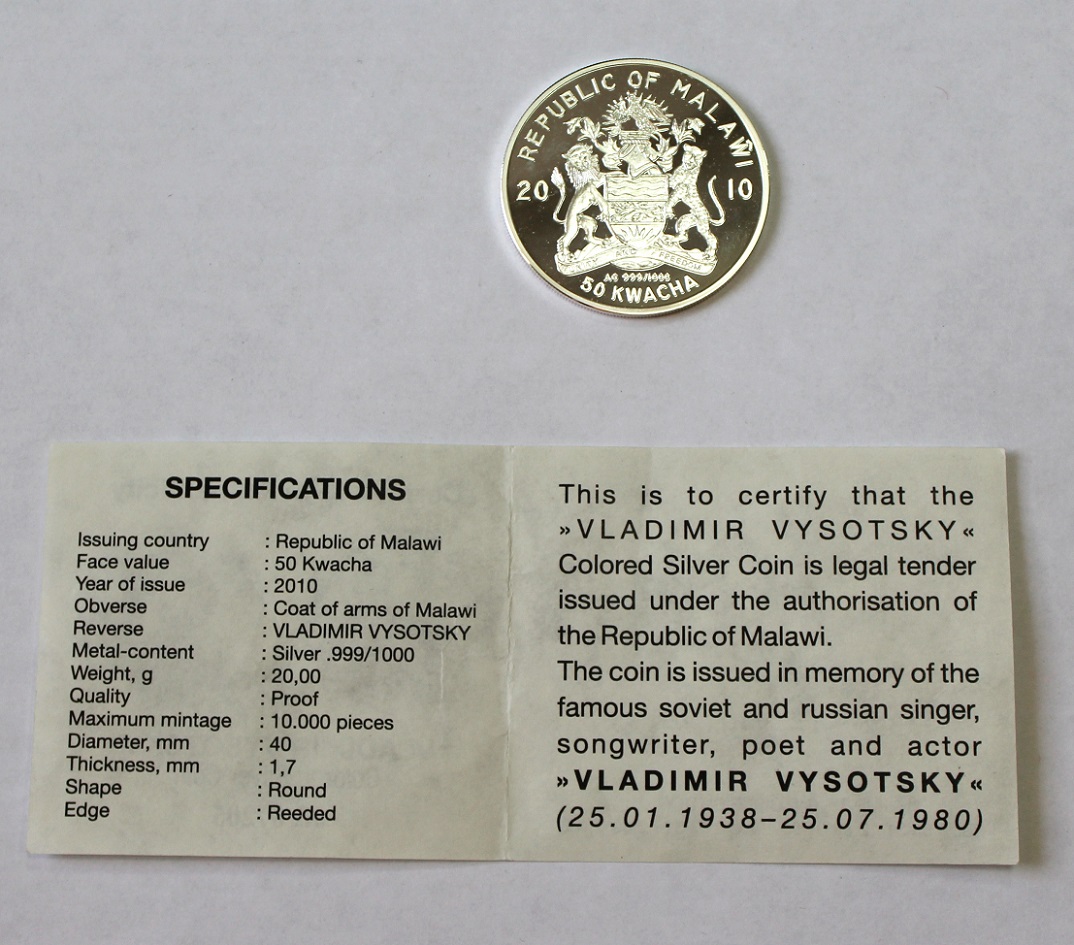 REPUBLIC OF MALAWI
20 10
AND FREEDOM
AG 999/1000
50 KWACHA
SPECIFICATIONS
Issuing country : Republic of Malawi
Face value : 50 Kwacha
Year of issue : 2010
Obverse : Coat of arms of Malawi
Reverse : VLADIMIR VYSOTSKY
Metal-content : Silver .999/1000
Weight, g : 20,00
Quality : Proof
Maximum mintage : 10.000 pieces
Diameter, mm : 40
Thickness, mm : 1,7
Shape : Round
Edge : Reeded
This is to certify that the
»VLADIMIR VYSOTSKY«
Colored Silver Coin is legal tender
issued under the authorisation of
the Republic of Malawi.
The coin is issued in memory of the
famous soviet and russian singer,
songwriter, poet and actor
»VLADIMIR VYSOTSKY«
(25.01.1938–25.07.1980)